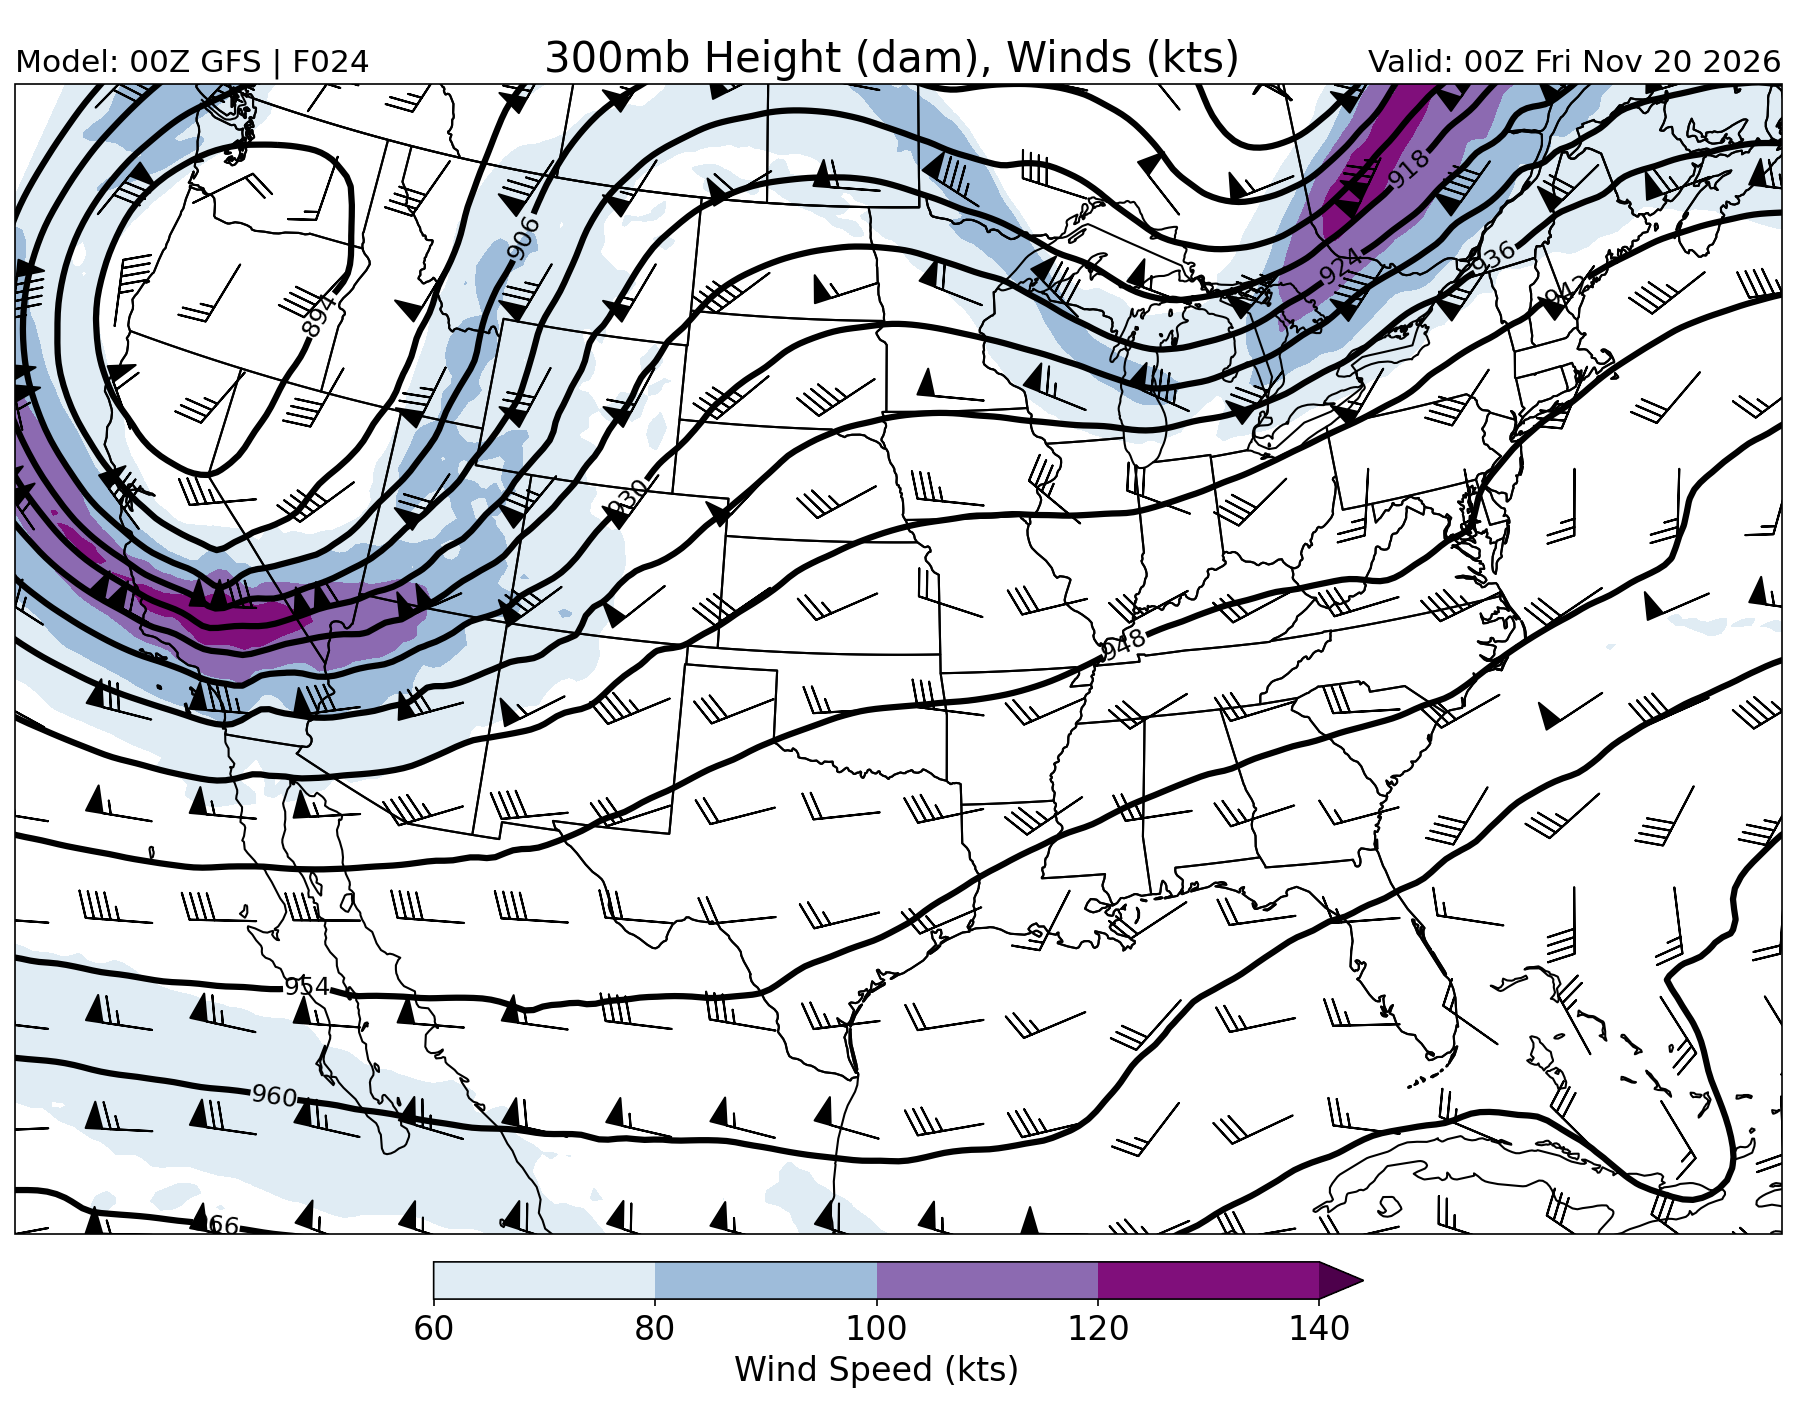 Model: 00Z GFS | F024
300mb Height (dam), Winds (kts)
Valid: 00Z Fri Nov 20 2026
918
906
936
924
942
894
930
948
954
960
966
60 80 100 120 140
Wind Speed (kts)